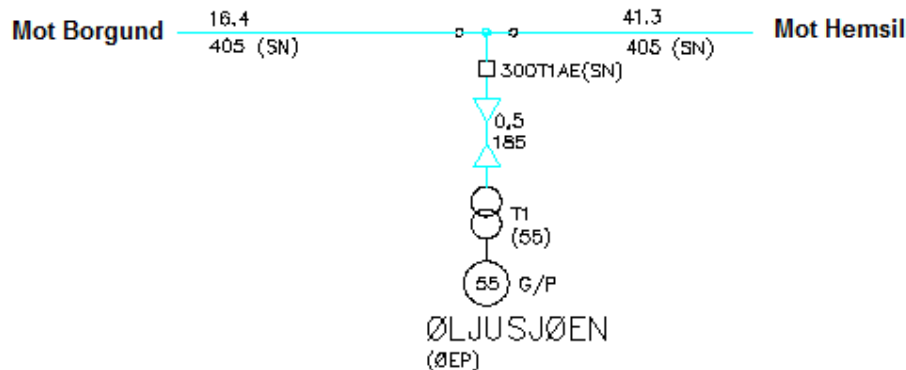 16.4
41.3
Mot Borgund
Mot Hemsil
405 (SN)
405 (SN)
300T1AE(SN)
0,5
185
T1
(55)
55
G/P
ØLJUSJØEN
(ØEP)